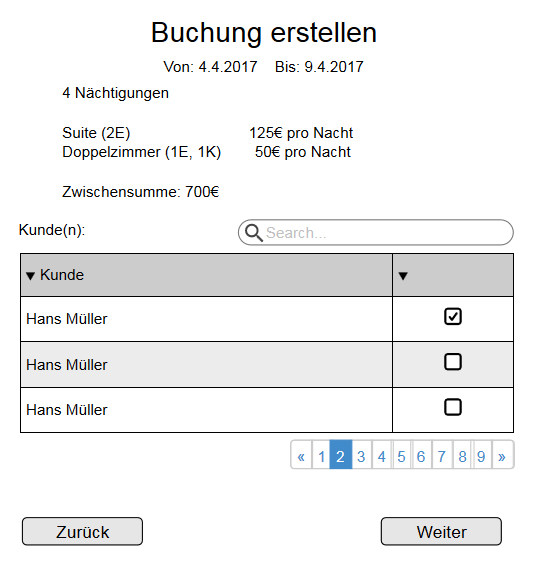 Buchung erstellen
Von: 4.4.2017 Bis: 9.4.2017
4 Nächtigungen
Suite (2E) 125€ pro Nacht
Doppelzimmer (1E, 1K) 50€ pro Nacht
Zwischensumme: 700€
Kunde(n): Search...
▼ Kunde ▼
Hans Müller
Hans Müller
Hans Müller
« 1 2 3 4 5 6 7 8 9 »
Zurück Weiter